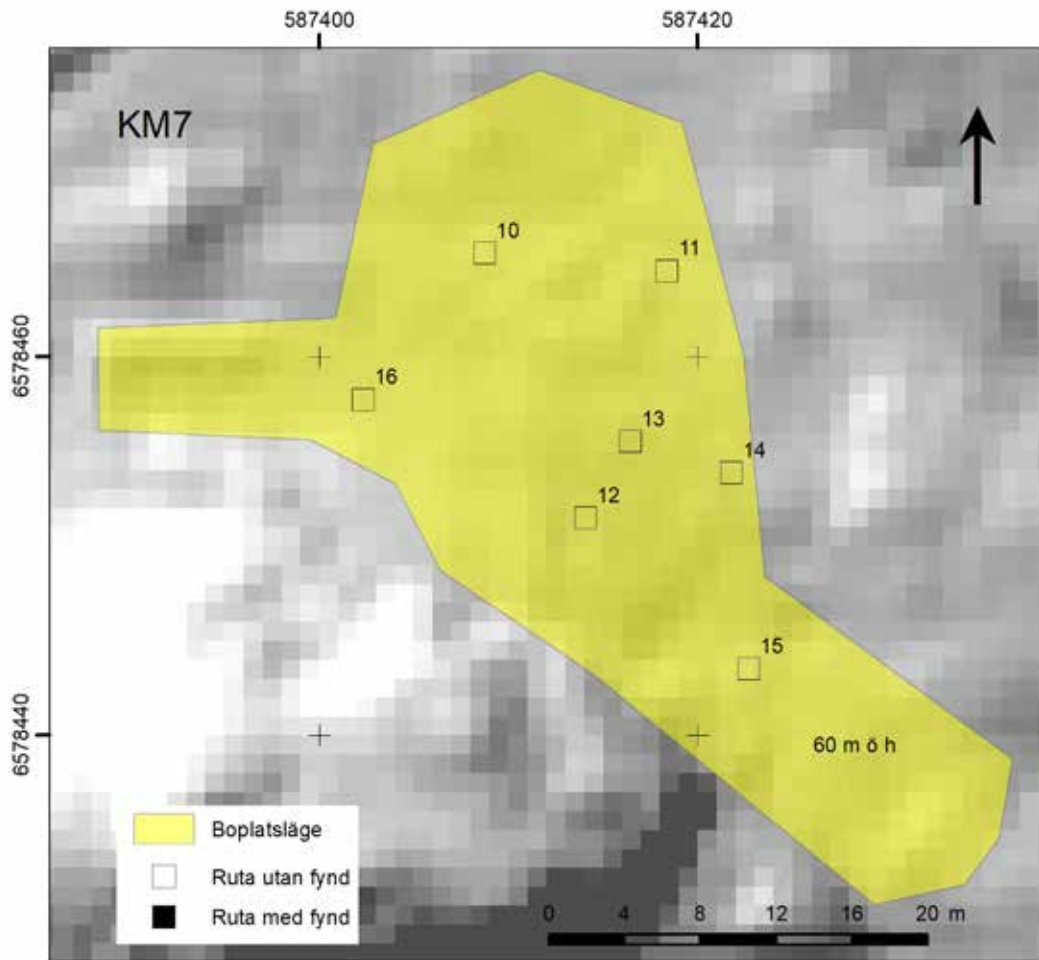 587400
587420
KM7
10
11
6578460
16
13
14
12
15
6578440
60 m ö h
Boplatsläge
Ruta utan fynd
Ruta med fynd
0 4 8 12 16 20 m